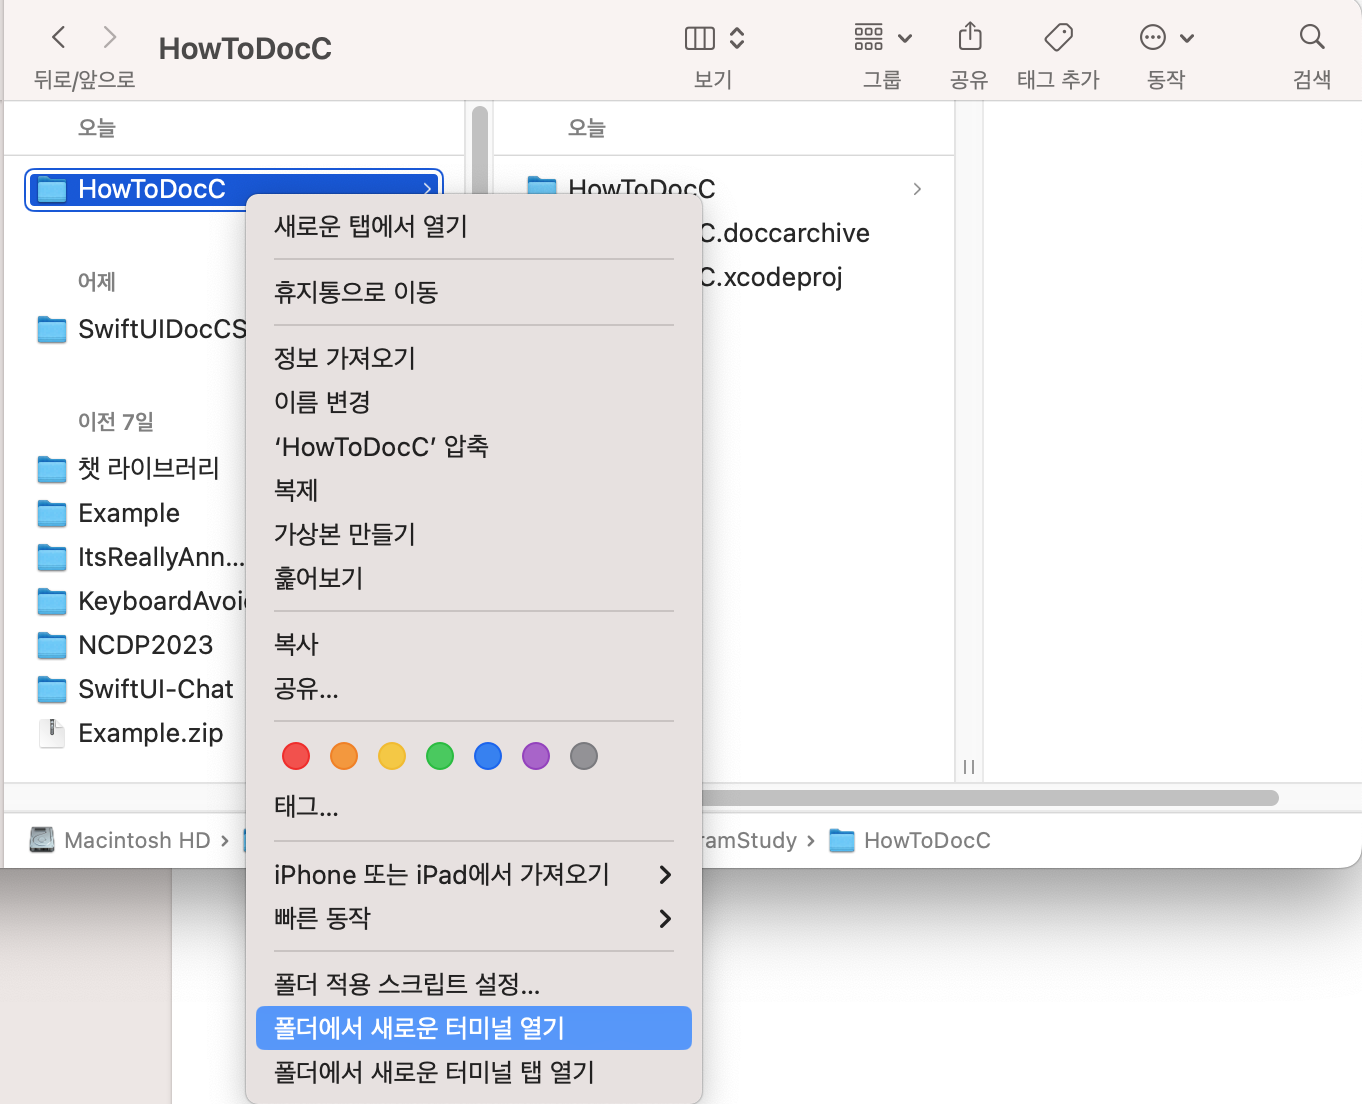 HowToDocC
뒤로/앞으로
보기
그룹
공유
태그 추가
동작
검색
오늘
HowToDocC
어제
SwiftUIDocCS
이전 7일
챗 라이브러리
Example
ItsReallyAnn...
KeyboardAvoi
NCDP2023
SwiftUI-Chat
Example.zip
오늘
HowToDocC
C.doccarchive
C.xcodeproj
새로운 탭에서 열기
휴지통으로 이동
정보 가져오기
이름 변경
‘HowToDocC’ 압축
복제
가상본 만들기
훑어보기
복사
공유...
태그...
iPhone 또는 iPad에서 가져오기
빠른 동작
폴더 적용 스크립트 설정...
폴더에서 새로운 터미널 열기
폴더에서 새로운 터미널 탭 열기
Macintosh HD
ramStudy
HowToDocC